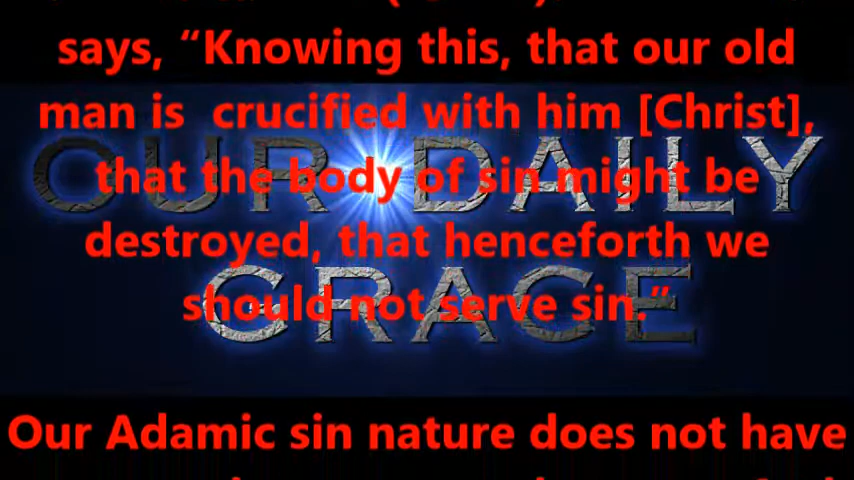 says, “Knowing this, that our old
man is crucified with him [Christ],
that the body of sin might be
destroyed, that henceforth we
should not serve sin.”
Our Adamic sin nature does not have
OUR DAILY
GRACE